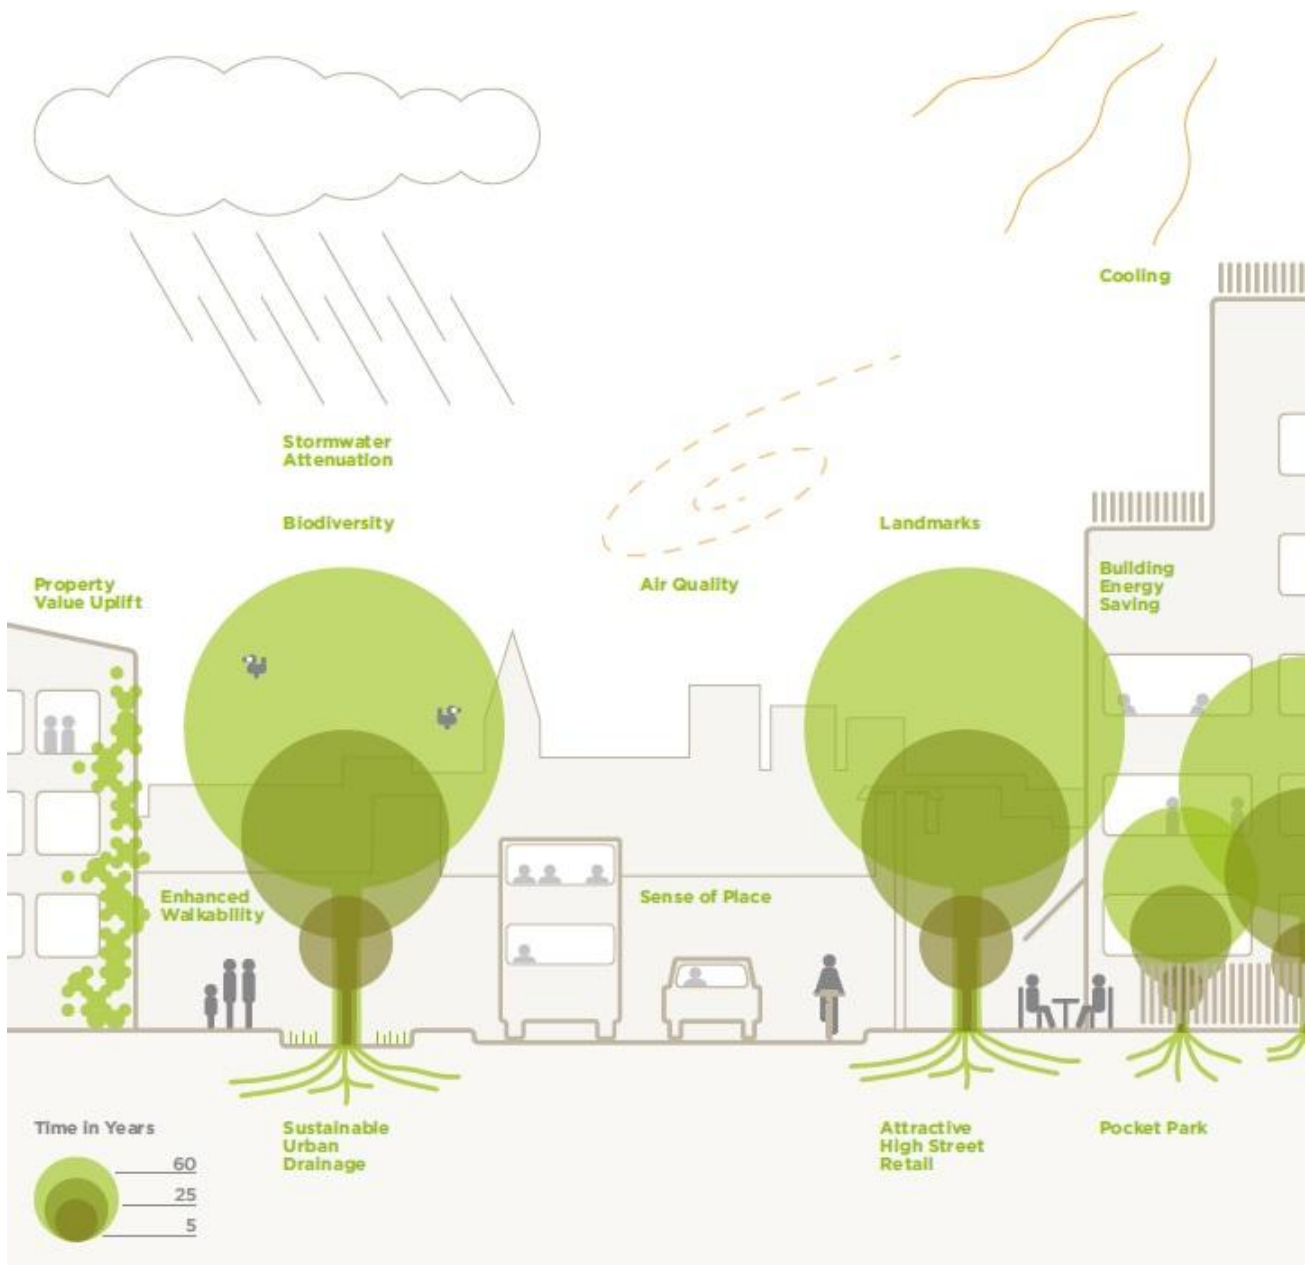 Cooling
Stormwater
Attenuation
Biodiversity
Landmarks
Property
Value Uplift
Air Quality
Building
Energy
Saving
Enhanced
Walkability
Sense of Place
Time in Years
60
25
5
Sustainable
Urban
Drainage
Attractive
High Street
Retail
Pocket Park